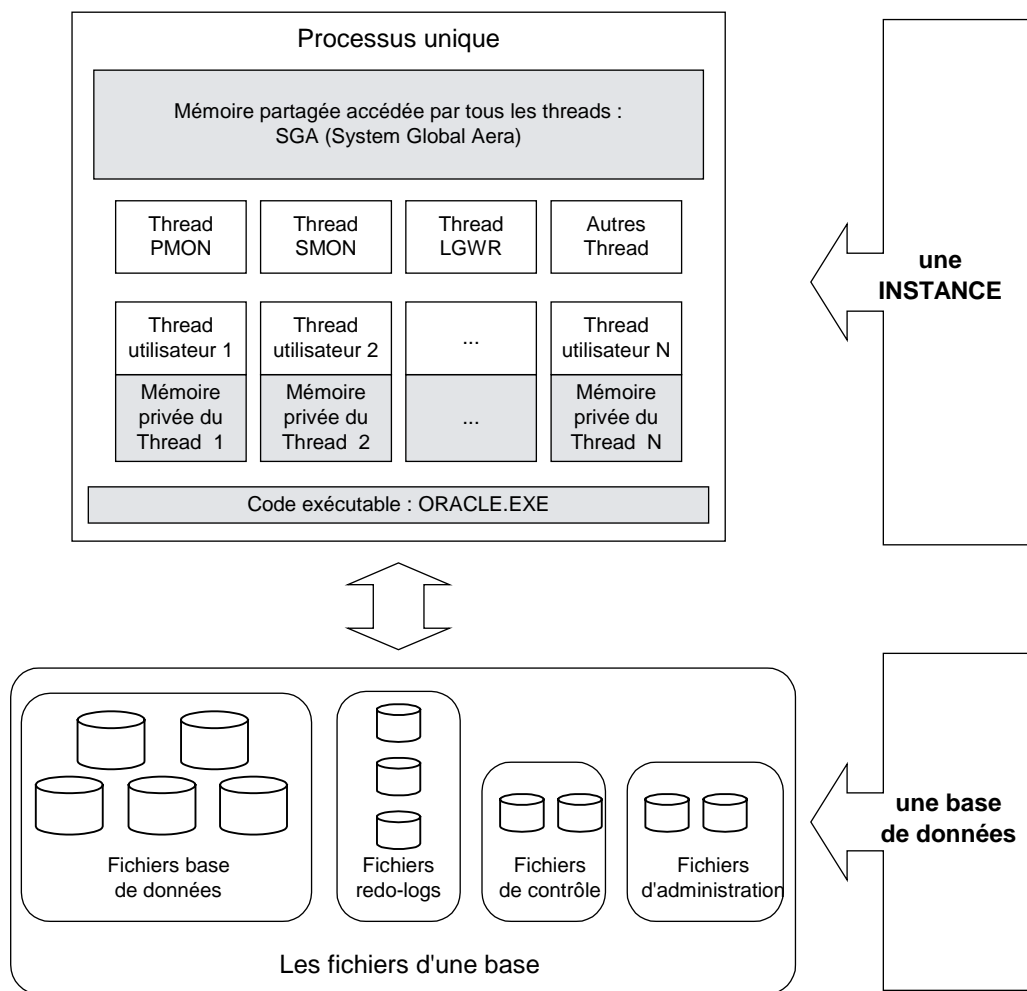 Processus unique
Mémoire partagée accédée par tous les threads :
SGA (System Global Aera)
Thread
PMON
Thread
SMON
Thread
LGWR
Autres
Thread
une
INSTANCE
Thread
utilisateur 1
Thread
utilisateur 2
...
Thread
utilisateur N
Mémoire
privée du
Thread 1
Mémoire
privée du
Thread 2
...
Mémoire
privée du
Thread N
Code exécutable : ORACLE.EXE
Fichiers base
de données
Fichiers
redo-logs
Fichiers
de contrôle
Fichiers
d'administration
une base
de données
Les fichiers d'une base